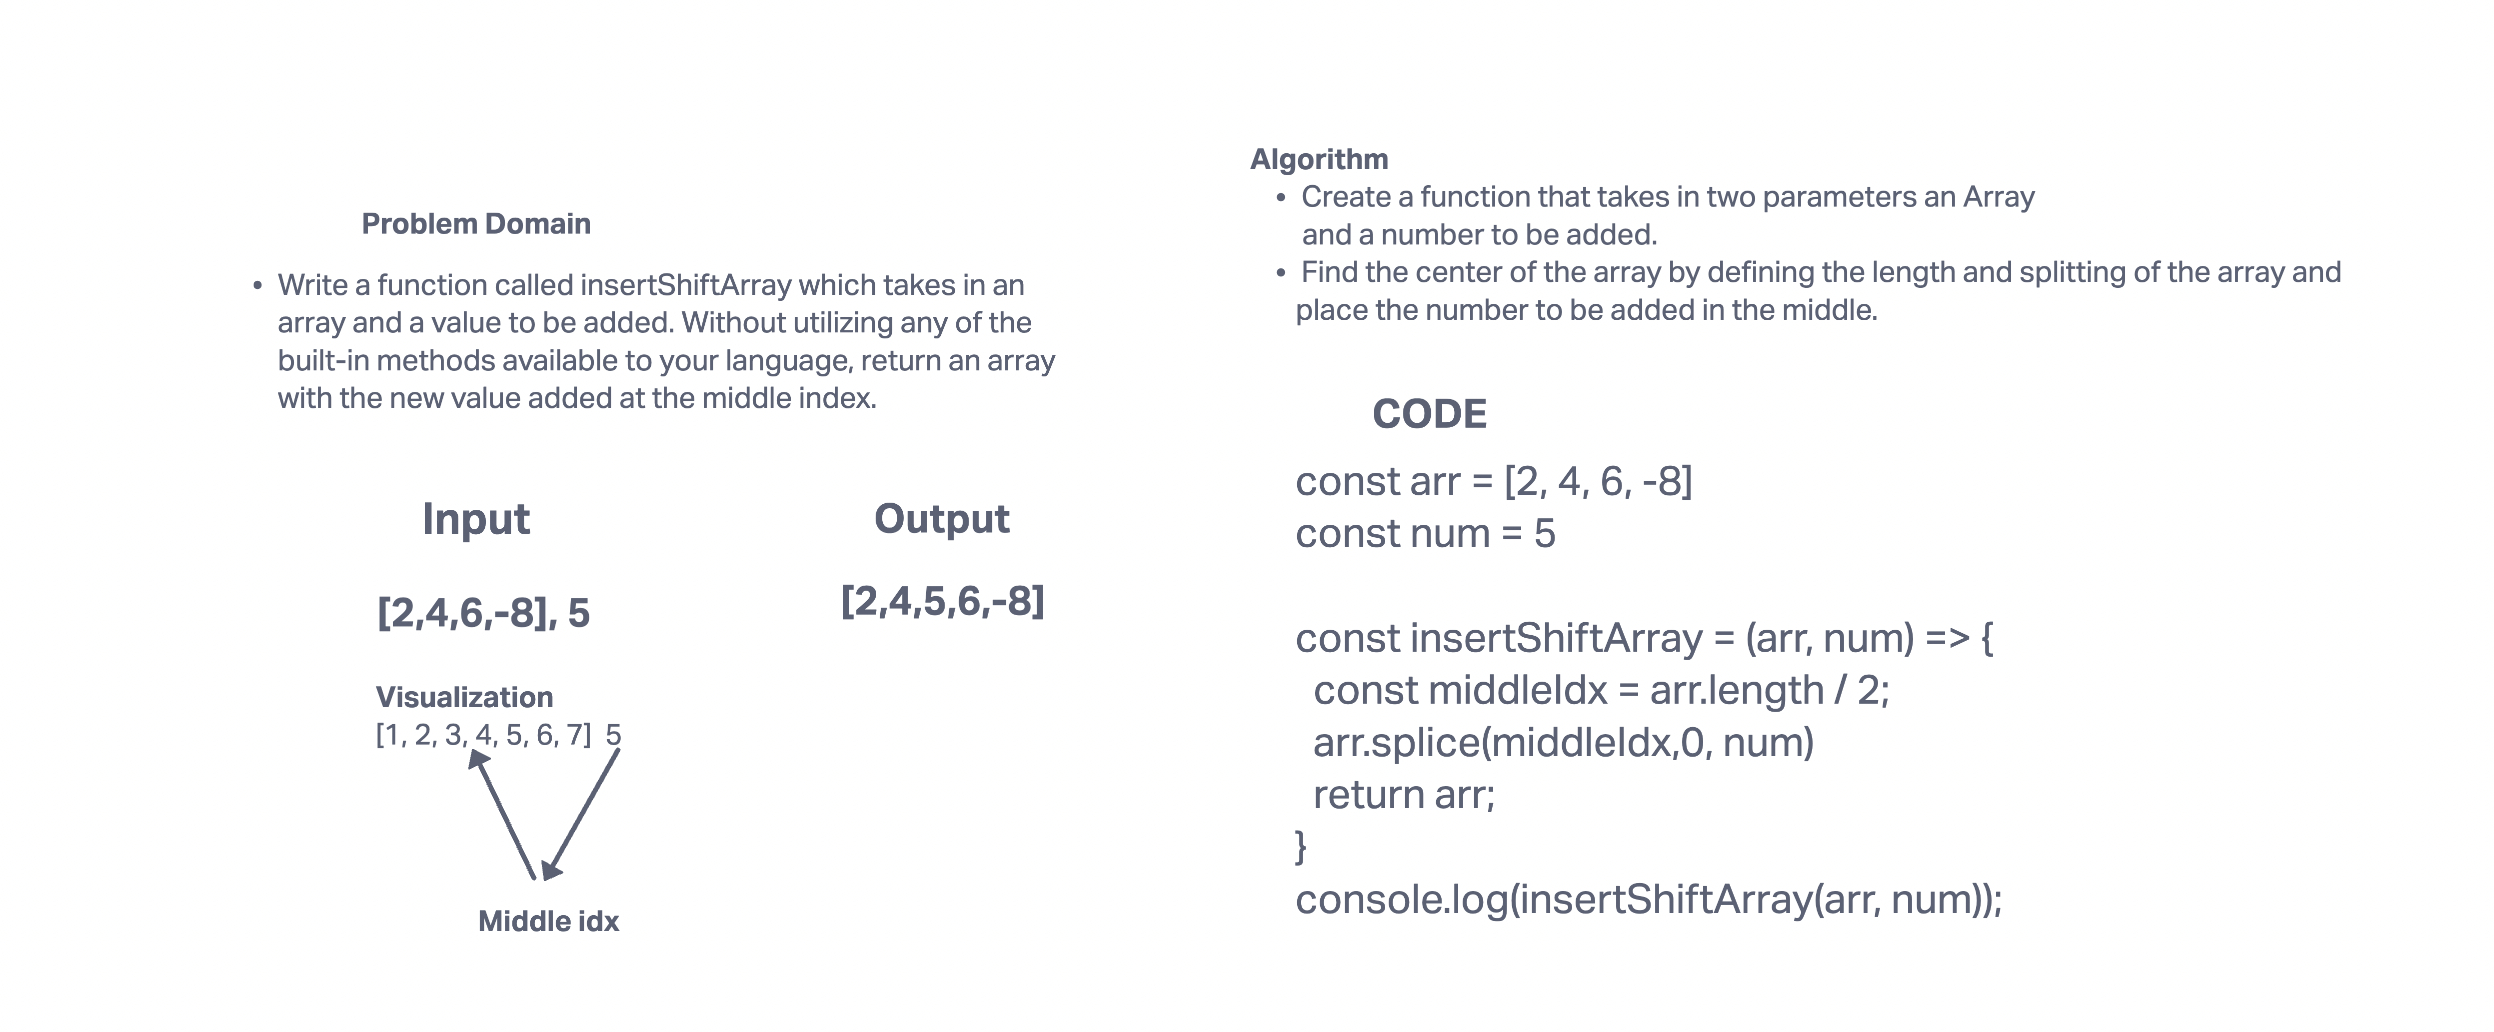 Problem Domain
• Write a function called insertShiftArray which takes in an
array and a value to be added. Without utilizing any of the
built-in methods available to your language, return an array
with the new value added at the middle index.
Input
[2,4,6,-8], 5
Output
[2,4,5,6,-8]
Visualization
[1, 2, 3, 4, 5, 6, 7] 5
Middle idx
Algorithm
• Create a function that takes in two parameters an Array
and a number to be added.
• Find the center of the array by defining the length and splitting of the array and
place the number to be added in the middle.
CODE
const arr = [2, 4, 6, -8]
const num = 5
const insertShiftArray = (arr, num) => {
const middleIdx = arr.length / 2;
arr.splice(middleIdx,0, num)
return arr;
}
console.log(insertShiftArray(arr, num));